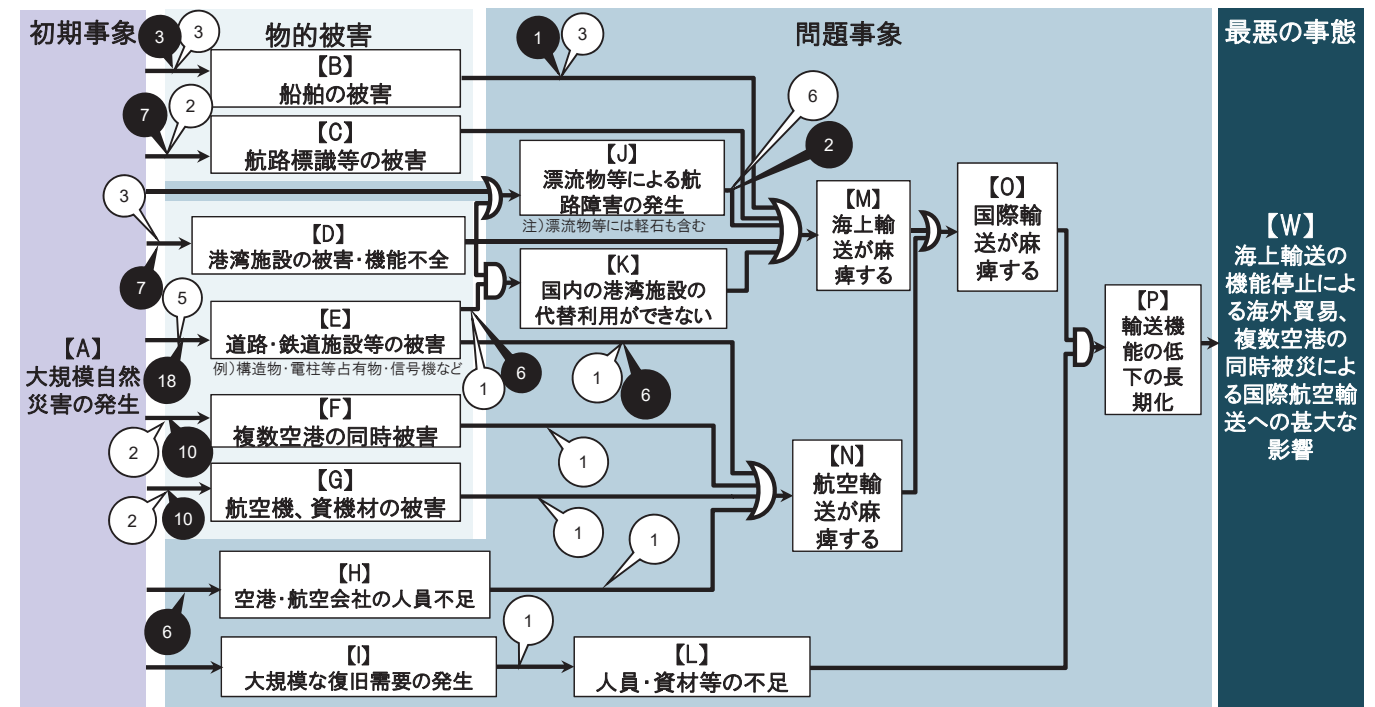 初期事象
物的被害
問題事象
最悪の事態
3
3
【B】
船舶の被害
1
3
7
2
【C】
航路標識等の被害
6
2
【J】
漂流物等による航
路障害の発生
注)漂流物等には軽石も含む
3
【D】
港湾施設の被害・機能不全
7
【K】
国内の港湾施設の
代替利用ができない
【M】
海上輸
送が麻
痺する
【O】
国際輸
送が麻
痺する
5
【E】
道路・鉄道施設等の被害
例)構造物・電柱等占有物・信号機など
18
1
6
1
6
【A】
大規模自然
災害の発生
【F】
複数空港の同時被害
2
10
1
【G】
航空機、資機材の被害
2
10
1
【N】
航空輸
送が麻
痺する
【H】
空港・航空会社の人員不足
6
1
【I】
大規模な復旧需要の発生
1
【L】
人員・資材等の不足
【P】
輸送機
能の低
下の長
期化
【W】
海上輸送の
機能停止によ
る海外貿易、
複数空港の
同時被災によ
る国際航空輸
送への甚大な
影響